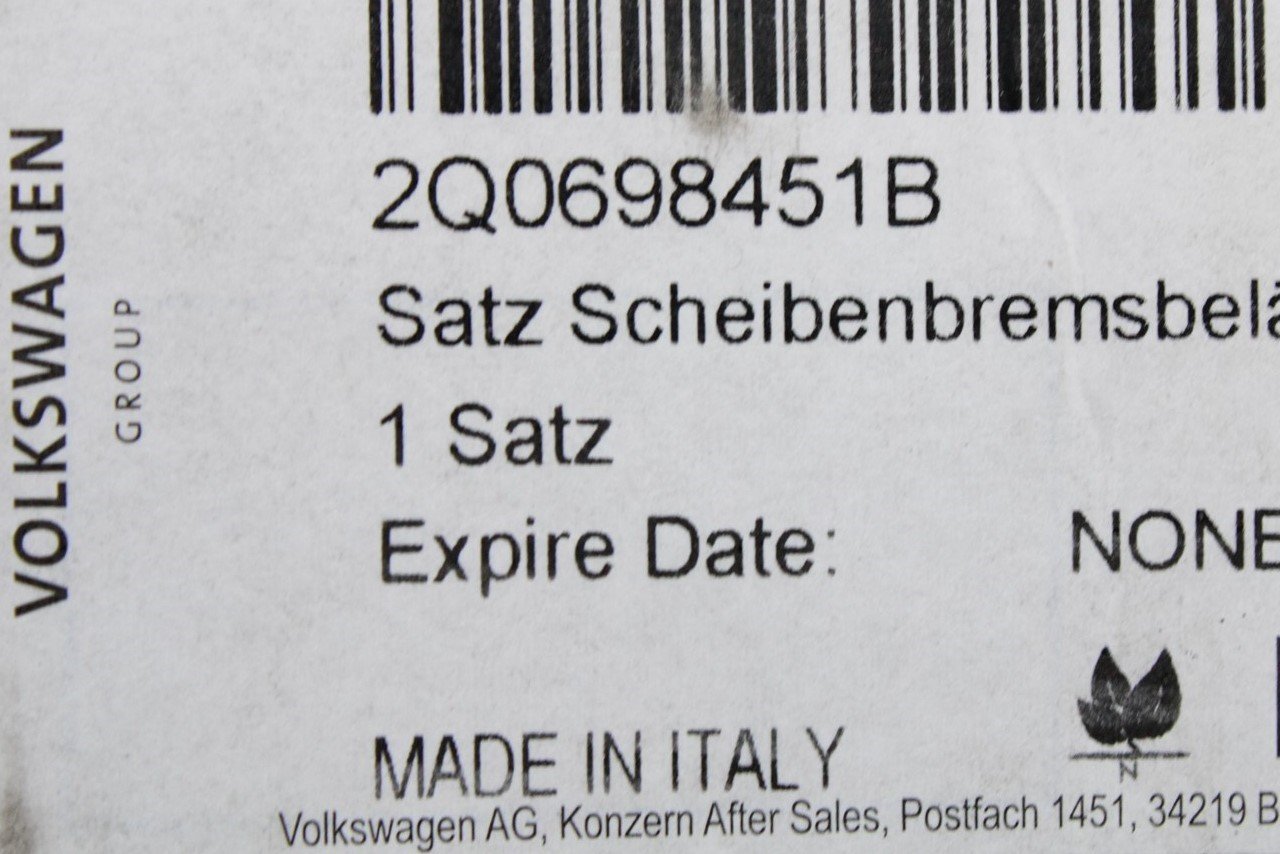 VOLKSWAGEN
GROUP
2Q0698451B
Satz Scheibenbremsbelä
1 Satz
Expire Date: NONE
MADE IN ITALY
N
Volkswagen AG, Konzern After Sales, Postfach 1451, 34219 B